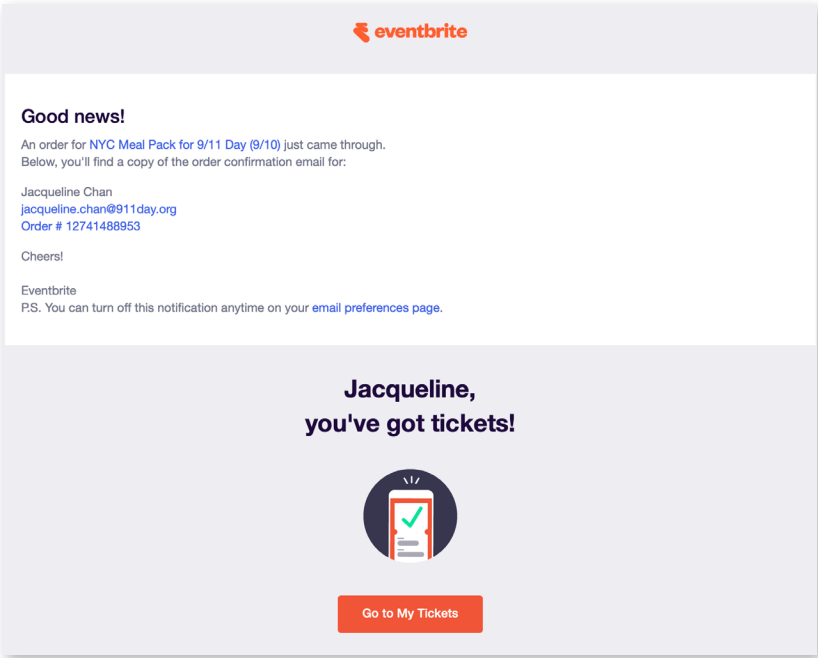 eventbrite
Good news!
An order for NYC Meal Pack for 9/11 Day (9/10) just came through.
Below, you'll find a copy of the order confirmation email for:
Jacqueline Chan
jacqueline.chan@911day.org
Order # 12741488953
Cheers!
Eventbrite
P.S. You can turn off this notification anytime on your email preferences page.
Jacqueline,
you've got tickets!
Go to My Tickets